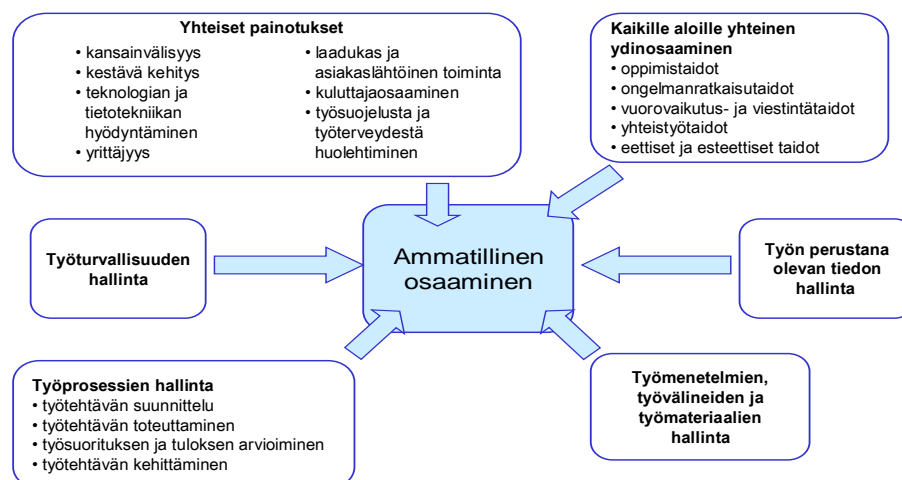 Yhteiset painotukset
• kansainvälisyys
• kestävä kehitys
• teknologian ja
tietotekniikan
hyödyntäminen
• yrittäjyys
• laadukas ja
asiakaslähtöinen toiminta
• kuluttajaosaaminen
• työsuojelusta ja
työterveydestä
huolehtiminen
Kaikille aloille yhteinen
ydinosaaminen
• oppimistaidot
• ongelmanratkaisutaidot
• vuorovaikutus- ja viestintätaidot
• yhteistyötaidot
• eettiset ja esteettiset taidot
Työturvallisuuden
hallinta
Ammatillinen
osaaminen
Työn perustana
olevan tiedon
hallinta
Työprosessien hallinta
• työtehtävän suunnittelu
• työtehtävän toteuttaminen
• työsuorituksen ja tuloksen arvioiminen
• työtehtävän kehittäminen
Työmenetelmien,
työvälineiden ja
työmateriaalien
hallinta